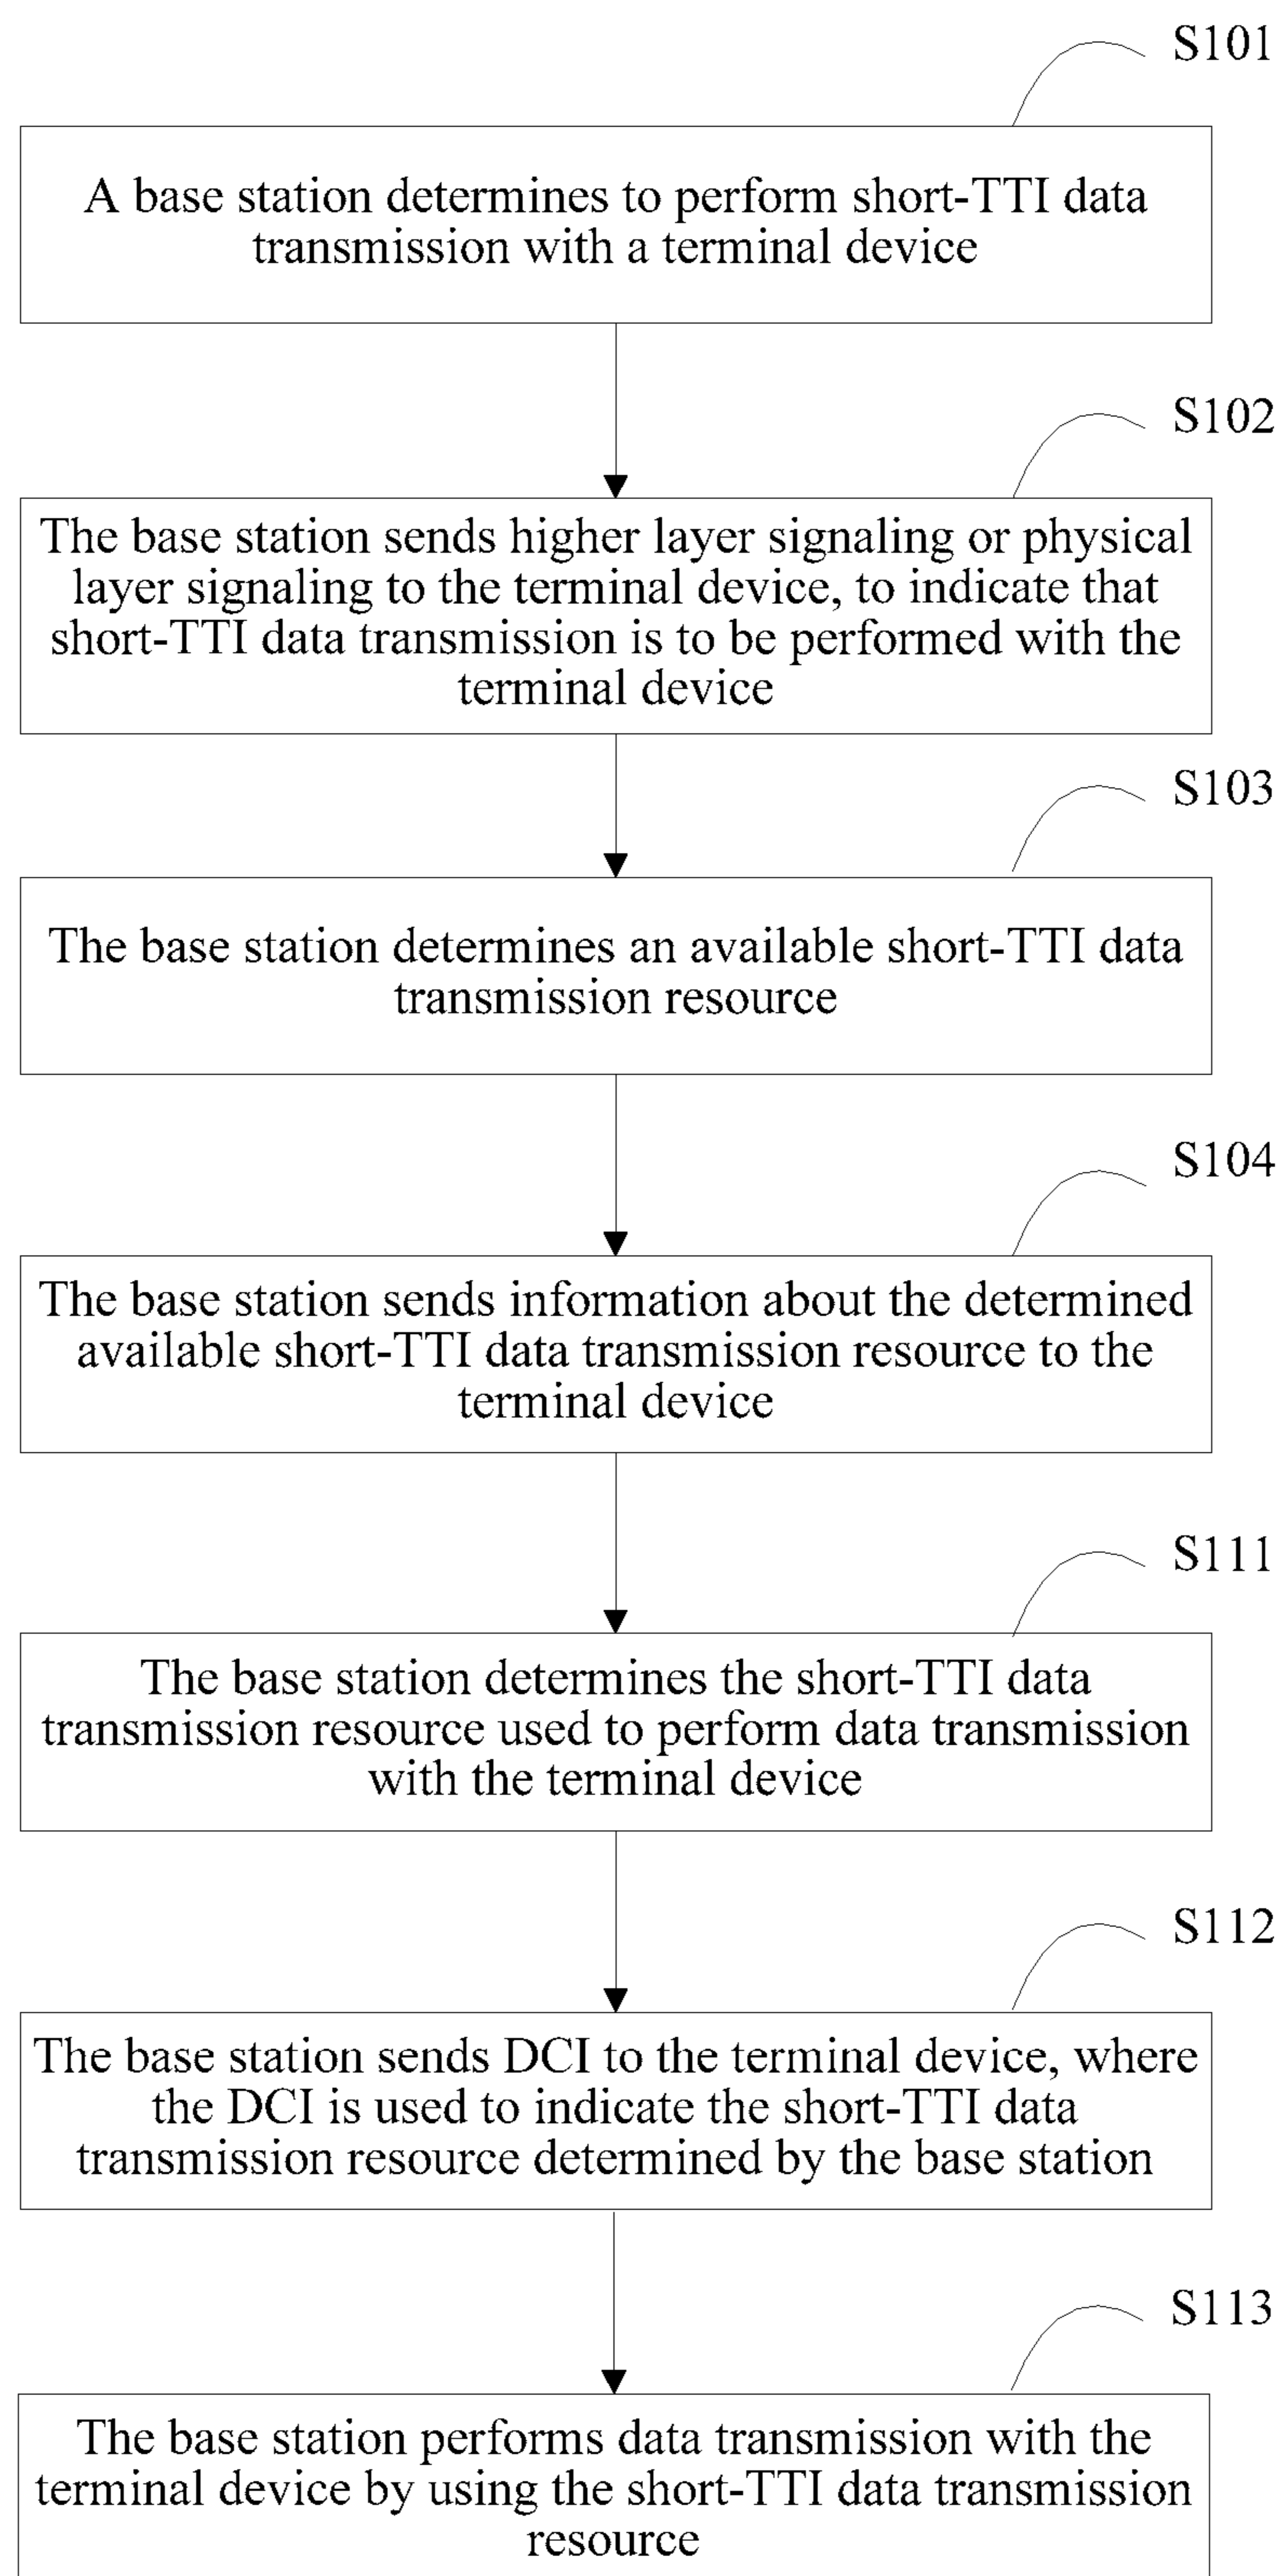 S101
A base station determines to perform short-TTI data
transmission with a terminal device
S102
The base station sends higher layer signaling or physical
layer signaling to the terminal device, to indicate that
short-TTI data transmission is to be performed with the
terminal device
S103
The base station determines an available short-TTI data
transmission resource
S104
The base station sends information about the determined
available short-TTI data transmission resource to the
terminal device
S111
The base station determines the short-TTI data
transmission resource used to perform data transmission
with the terminal device
S112
The base station sends DCI to the terminal device, where
the DCI is used to indicate the short-TTI data
transmission resource determined by the base station
S113
The base station performs data transmission with the
terminal device by using the short-TTI data transmission
resource